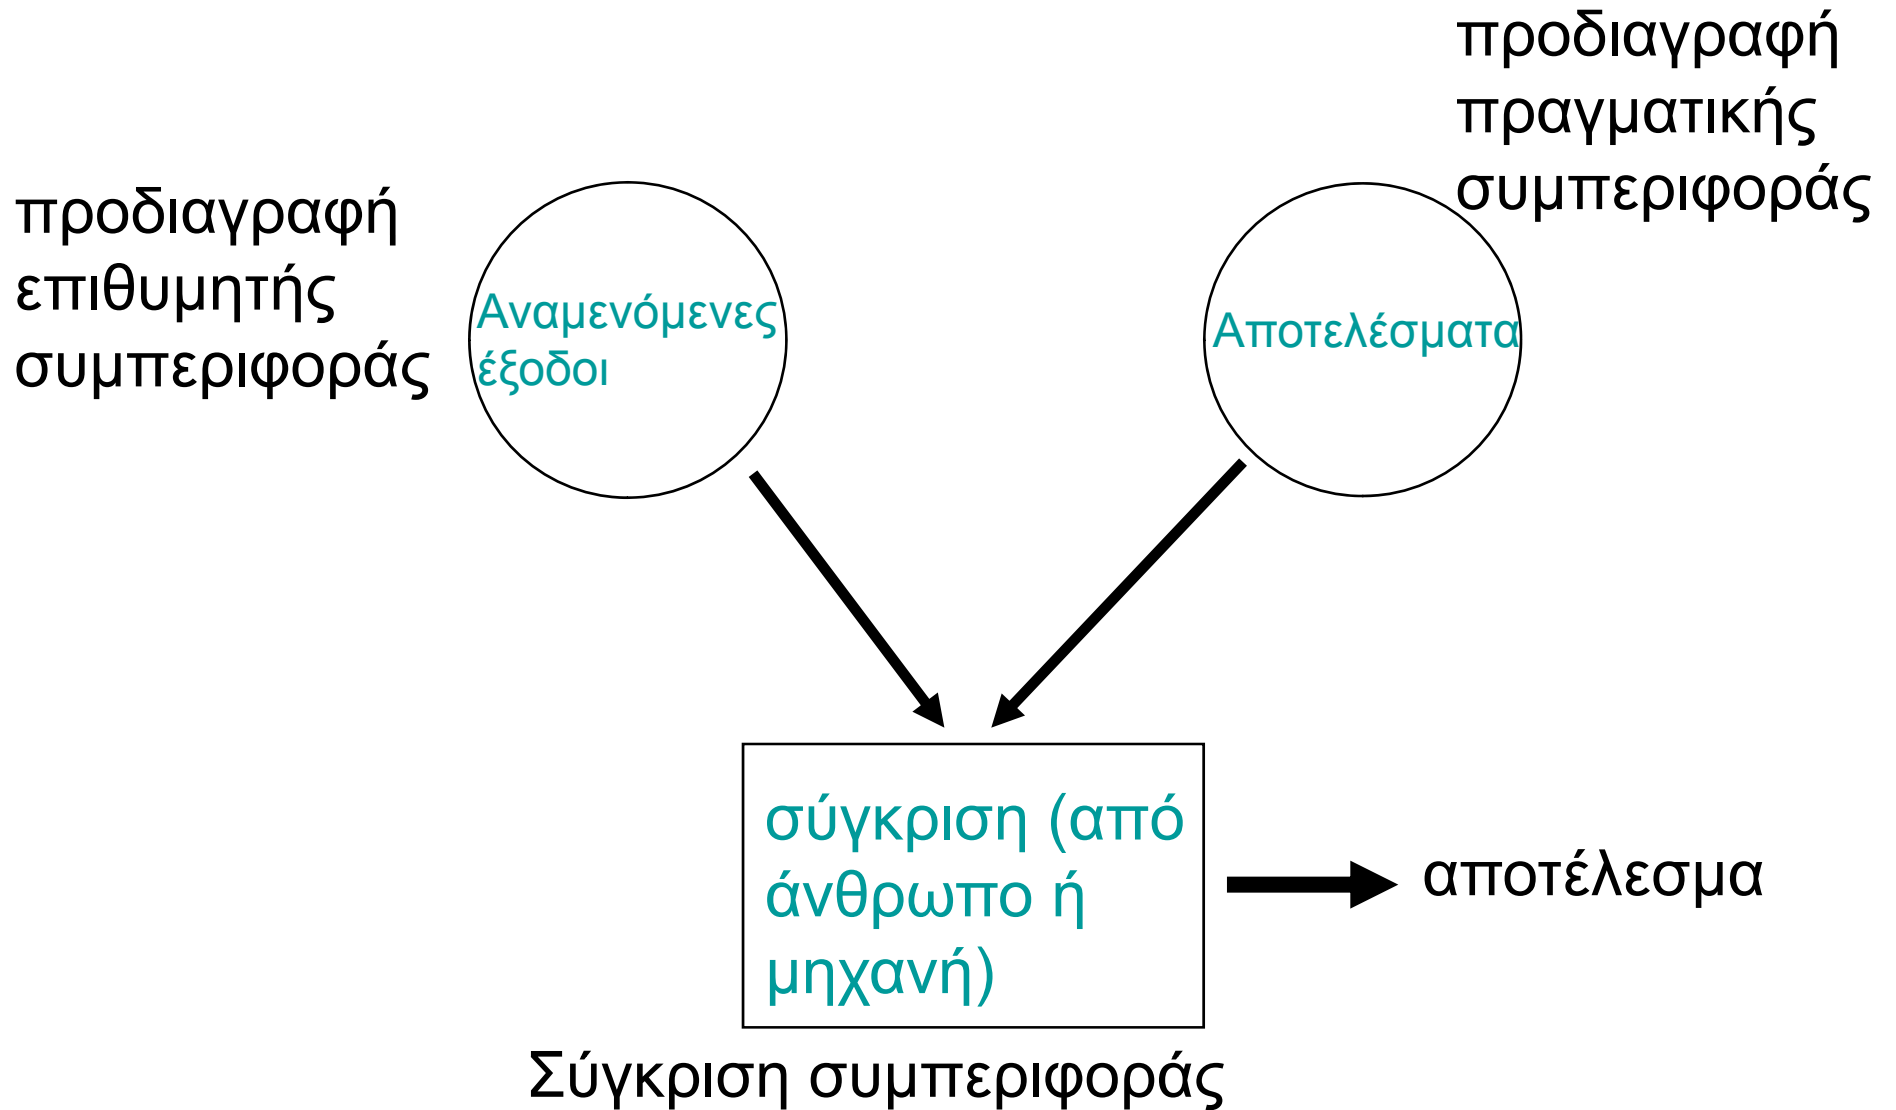 προδιαγραφή
πραγματικής
συμπεριφοράς
προδιαγραφή
επιθυμητής
συμπεριφοράς
Αναμενόμενες
έξοδοι
Αποτελέσματα
σύγκριση (από
άνθρωπο ή
μηχανή)
αποτέλεσμα
Σύγκριση συμπεριφοράς